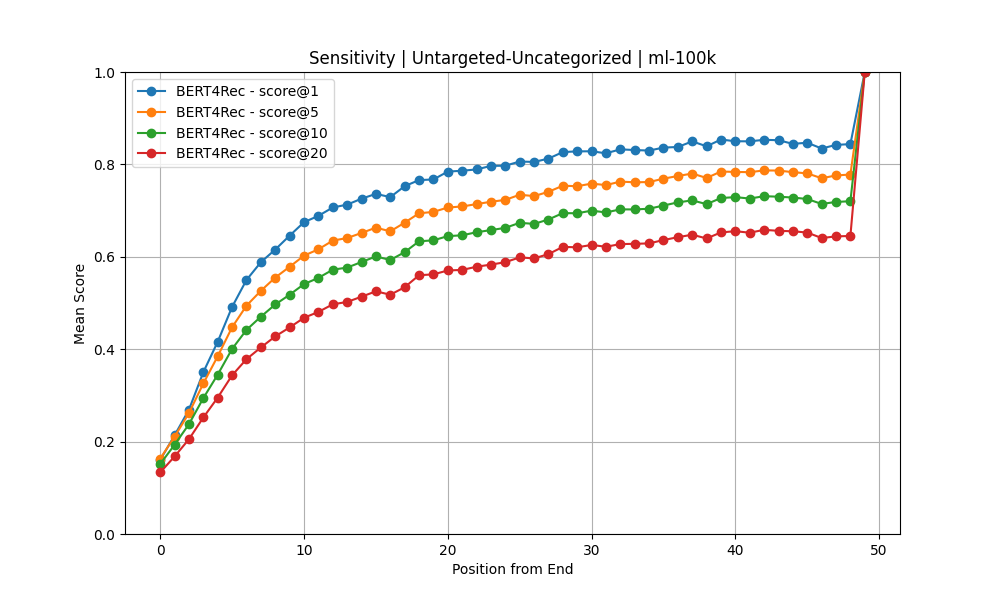 Sensitivity | Untargeted-Uncategorized | ml-100k
BERT4Rec - score@1
BERT4Rec - score@5
BERT4Rec - score@10
BERT4Rec - score@20
Mean Score
1.0
0.8
0.6
0.4
0.2
0.0
0 10 20 30 40 50
Position from End